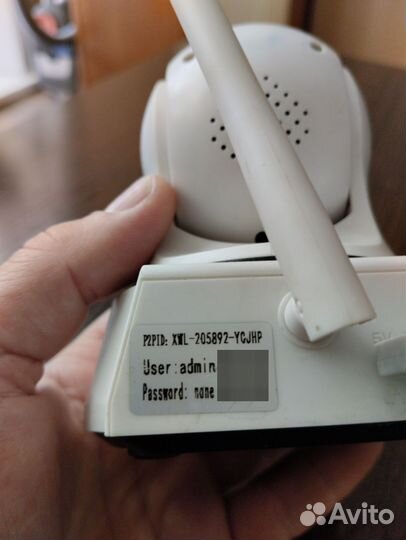 P2PID: XWL-205892-YGJHP
User: admin
Password: none
5V
Avito